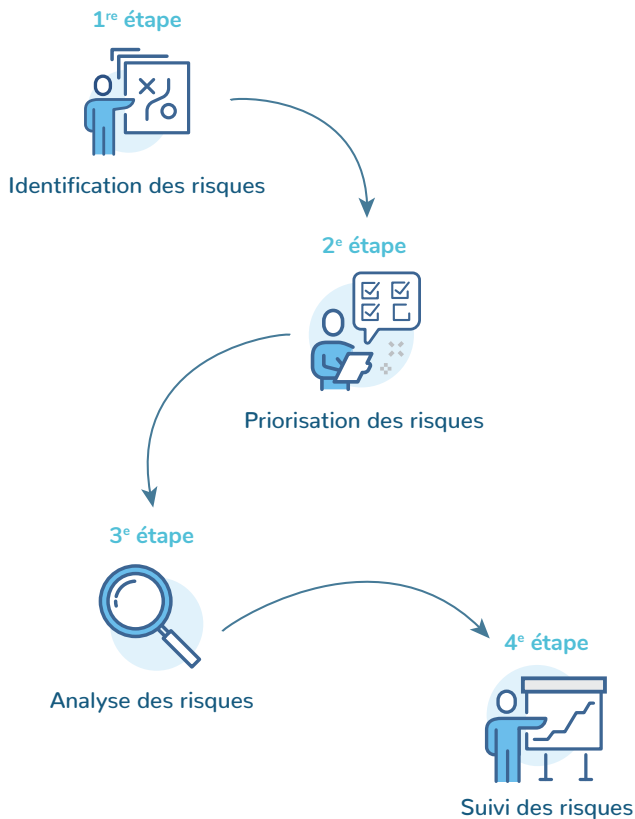 1re étape
Identification des risques
2e étape
Priorisation des risques
3e étape
Analyse des risques
4e étape
Suivi des risques